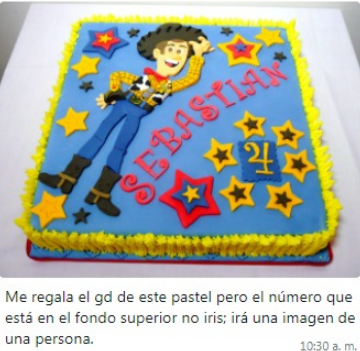 SEBASTIAN
4
Me regala el gd de este pastel pero el número que
está en el fondo superior no iris; irá una imagen de
una persona.
10:30 a. m.